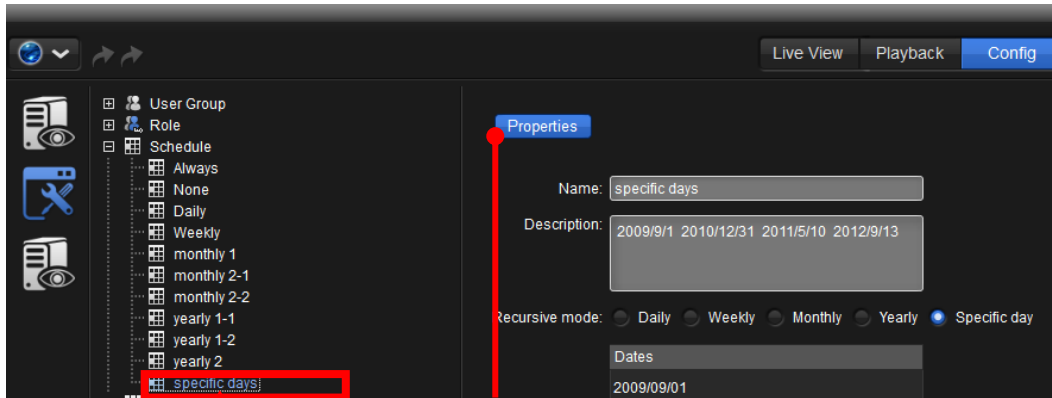 Live View Playback Config
User Group
Role
Schedule
Always
None
Daily
Weekly
monthly 1
monthly 2-1
monthly 2-2
yearly 1-1
yearly 1-2
yearly 2
specific days
Properties
Name: specific days
Description: 2009/9/1 2010/12/31 2011/5/10 2012/9/13
Recursive mode: Daily Weekly Monthly Yearly Specific day
Dates
2009/09/01